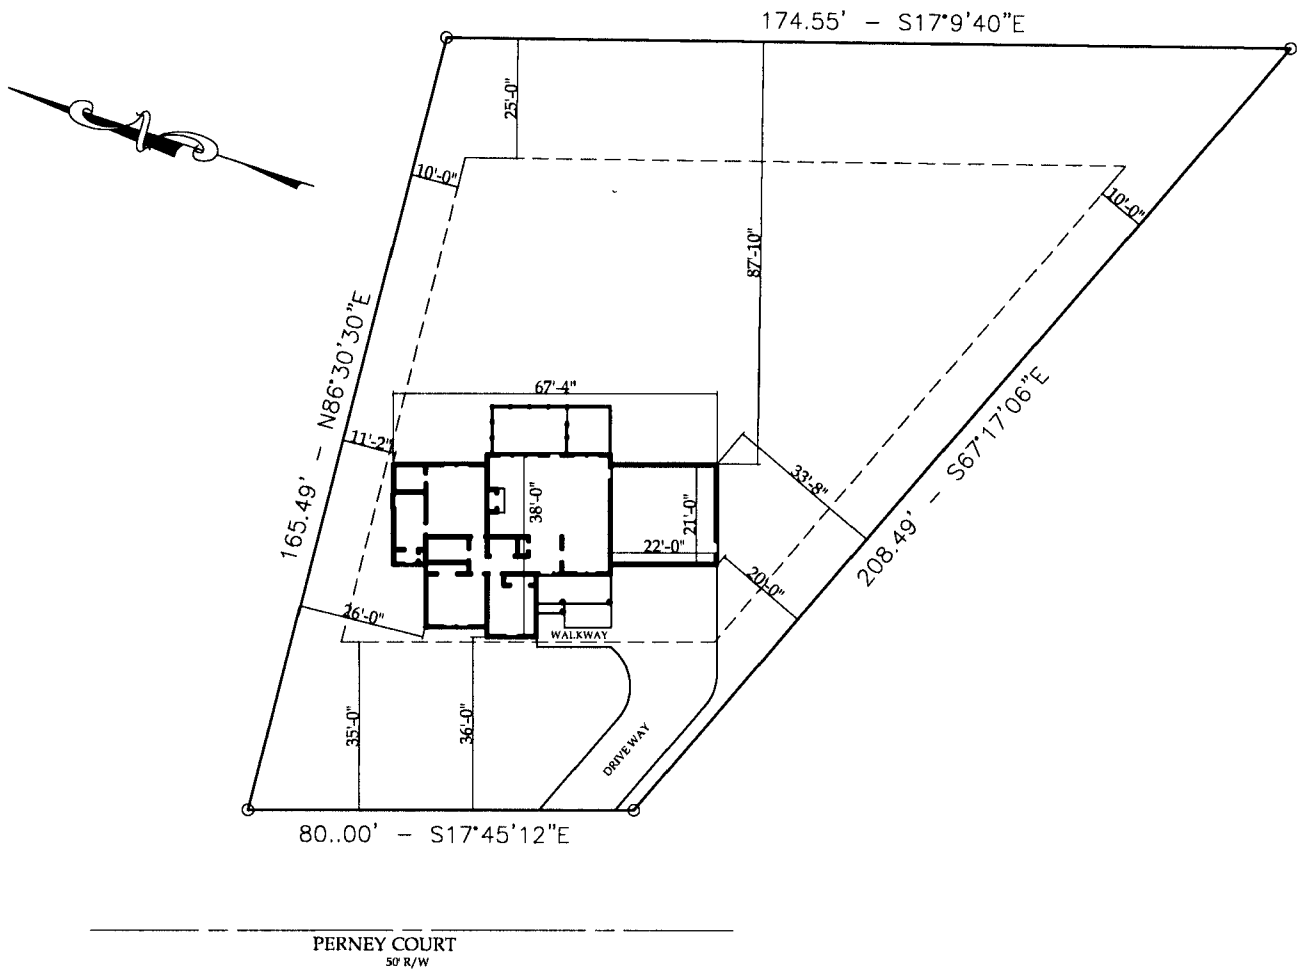 174.55' – S17°9'40"E
25'-0"
10'-0"
10'-0"
87'-10"
165.49' – N86°30'30"E
67'-4"
11'-2"
208.49' – S67°17'06"E
33'-8"
38'-0"
21'-0"
22'-0"
20'-0"
26'-0"
WALKWAY
35'-0"
36'-0"
DRIVEWAY
80..00' – S17°45'12"E
PERNEY COURT
50' R/W